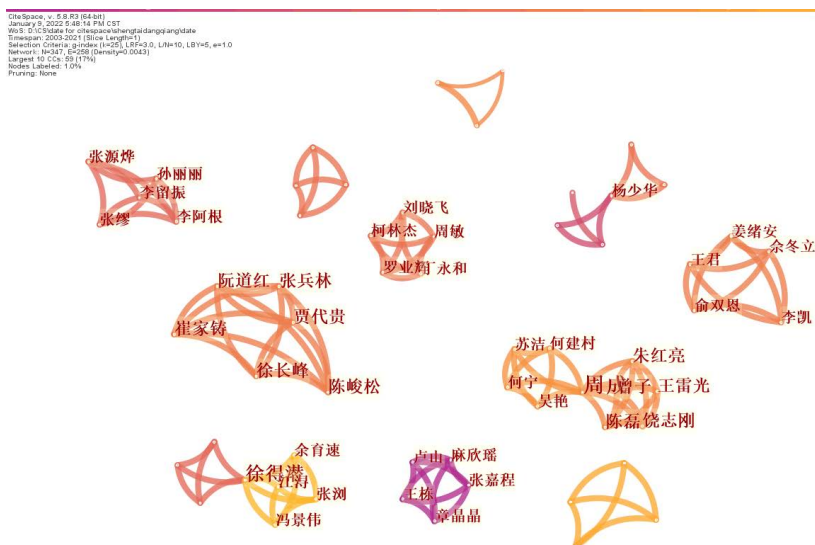 CiteSpace, v. 5.8.R3 (64-bit)
January 9, 2022 5:48:14 PM CST
WoS: D:\CS\date for citespace\shengtaidangqiang\date
Timespan: 2003-2021 (Slice Length=1)
Selection Criteria: g-index (k=25), LRF=3.0, L/N=10, LBY=5, e=1.0
Network: N=347, E=258 (Density=0.0043)
Largest 10 CCs: 59 (17%)
Nodes Labeled: 1.0%
Pruning: None
张源烨
孙丽丽
李留振
张缪
李阿根
刘晓飞
柯林杰
周敏
罗业辉
永和
杨少华
姜绪安
余冬立
王君
俞双恩
李凯
阮道红
张兵林
贾代贵
崔家铸
徐长峰
陈峻松
苏洁
何建村
朱红亮
何宁
周成
曾子
王雷光
吴艳
陈磊
饶志刚
余育速
徐得潜
张浏
冯景伟
卢山
麻欣瑶
张嘉程
王栋
章晶晶